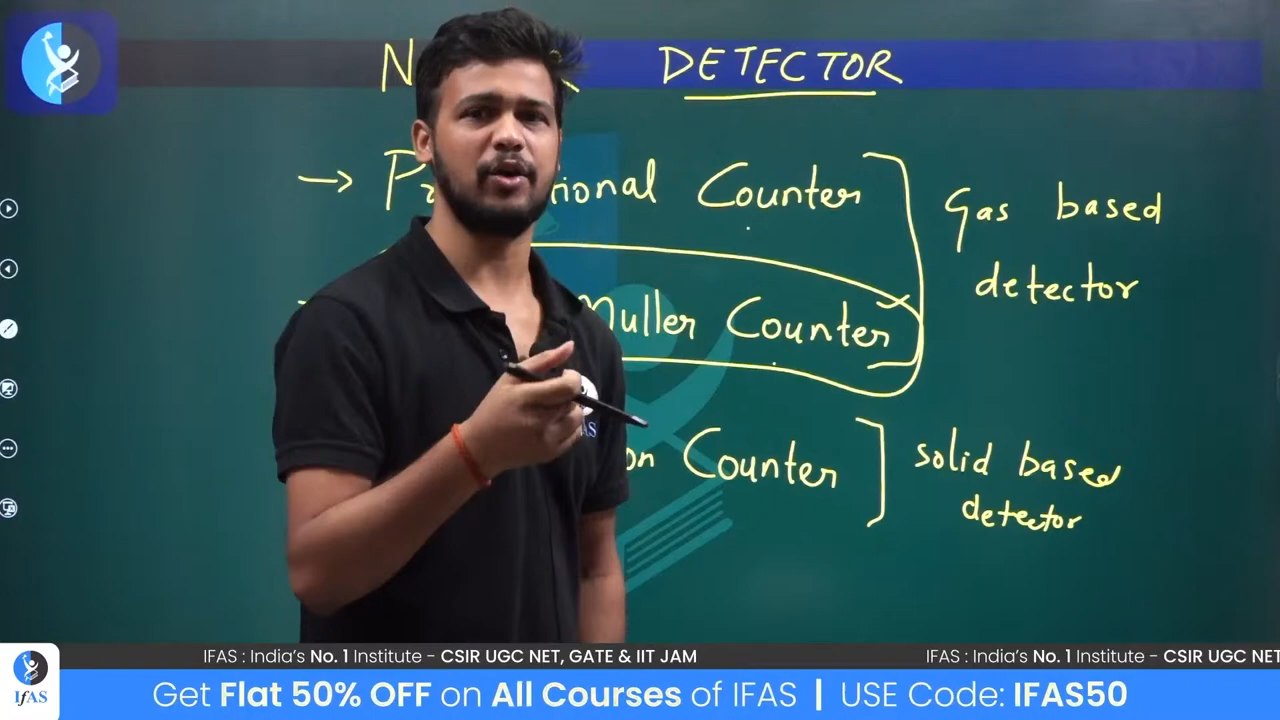 DETECTOR
Counter
Gas based
detector
Muller Counter
Counter
solid based
detector
IFAS : India's No. 1 Institute - CSIR UGC NET, GATE & IIT JAM
IFAS : India's No. 1 Institute - CSIR UGC NET, GATE
Get Flat 50% OFF on All Courses of IFAS | USE Code: IFAS50
IFAS